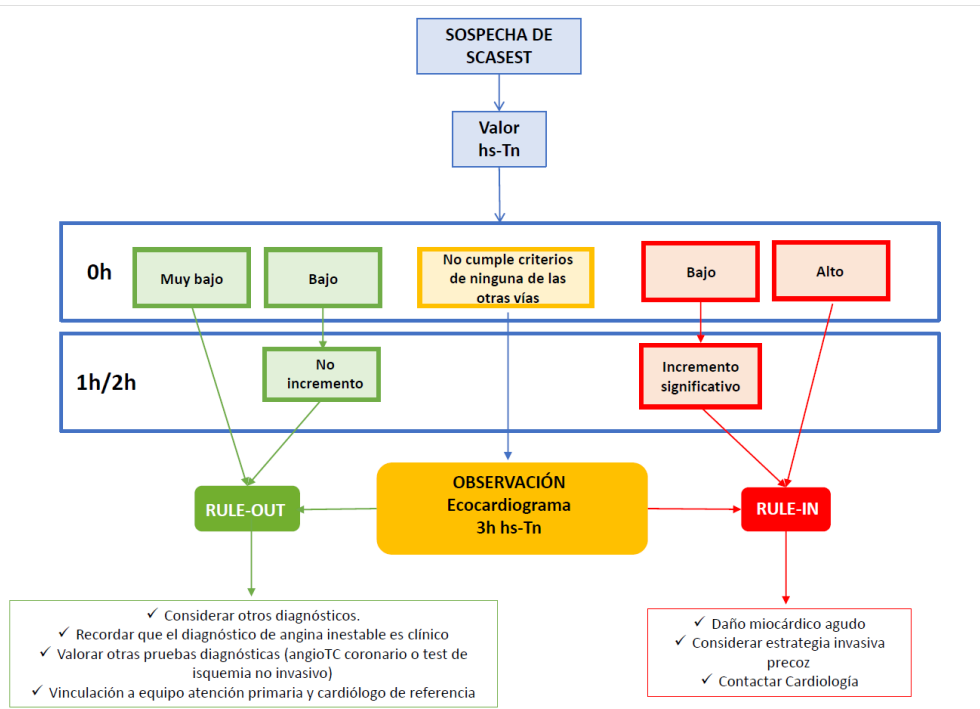 SOSPECHA DE
SCASEST
Valor
hs-Tn
0h
Muy bajo
Bajo
No cumple criterios
de ninguna de las
otras vías
Bajo
Alto
1h/2h
No
incremento
Incremento
significativo
RULE-OUT
OBSERVACIÓN
Ecocardiograma
3h hs-Tn
RULE-IN
✓ Considerar otros diagnósticos.
✓ Recordar que el diagnóstico de angina inestable es clínico
✓ Valorar otras pruebas diagnósticas (angioTC coronario o test de
isquemia no invasivo)
✓ Vinculación a equipo atención primaria y cardiólogo de referencia
✓ Daño miocárdico agudo
✓ Considerar estrategia invasiva
precoz
✓ Contactar Cardiología